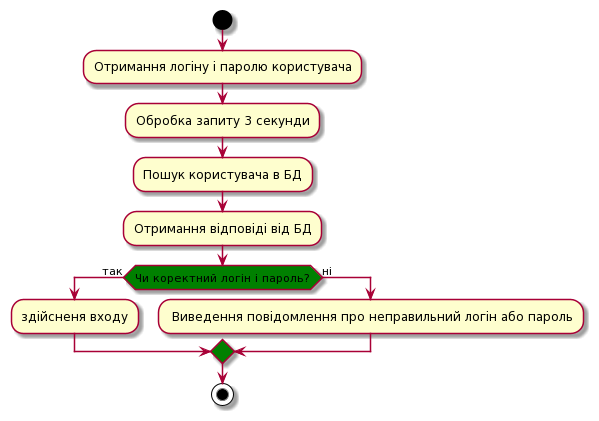 Отримання логіну і паролю користувача
Обробка запиту 3 секунди
Пошук користувача в БД
Отримання відповіді від БД
так
Чи коректний логін і пароль?
ні
здійсненя входу
Виведення повідомлення про неправильний логін або пароль